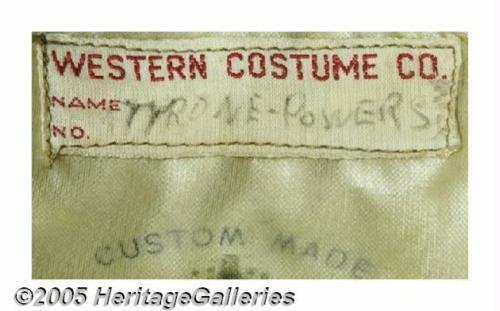 WESTERN COSTUME CO.
NAME TYRONE-POWERS
NO.
CUSTOM MADE
©2005 HeritageGalleries